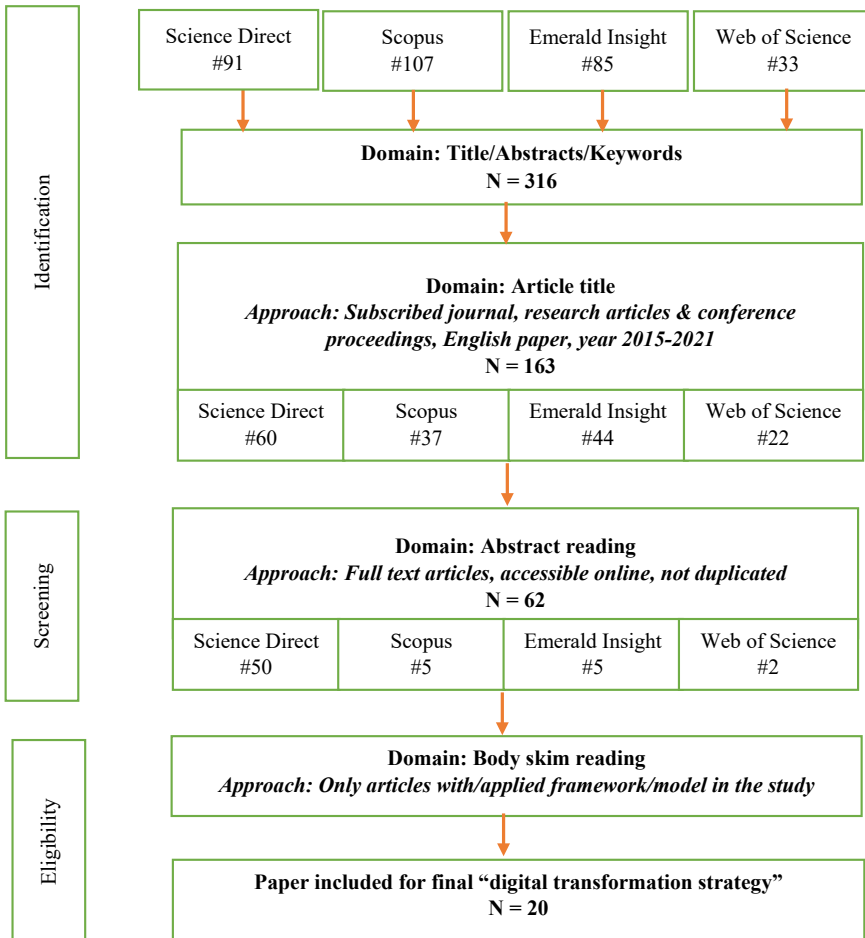 Identification
Science Direct
#91
Scopus
#107
Emerald Insight
#85
Web of Science
#33
Domain: Title/Abstracts/Keywords
N = 316
Domain: Article title
Approach: Subscribed journal, research articles & conference
proceedings, English paper, year 2015-2021
N = 163
Science Direct
#60
Scopus
#37
Emerald Insight
#44
Web of Science
#22
Screening
Domain: Abstract reading
Approach: Full text articles, accessible online, not duplicated
N = 62
Science Direct
#50
Scopus
#5
Emerald Insight
#5
Web of Science
#2
Eligibility
Domain: Body skim reading
Approach: Only articles with/applied framework/model in the study
Paper included for final “digital transformation strategy”
N = 20